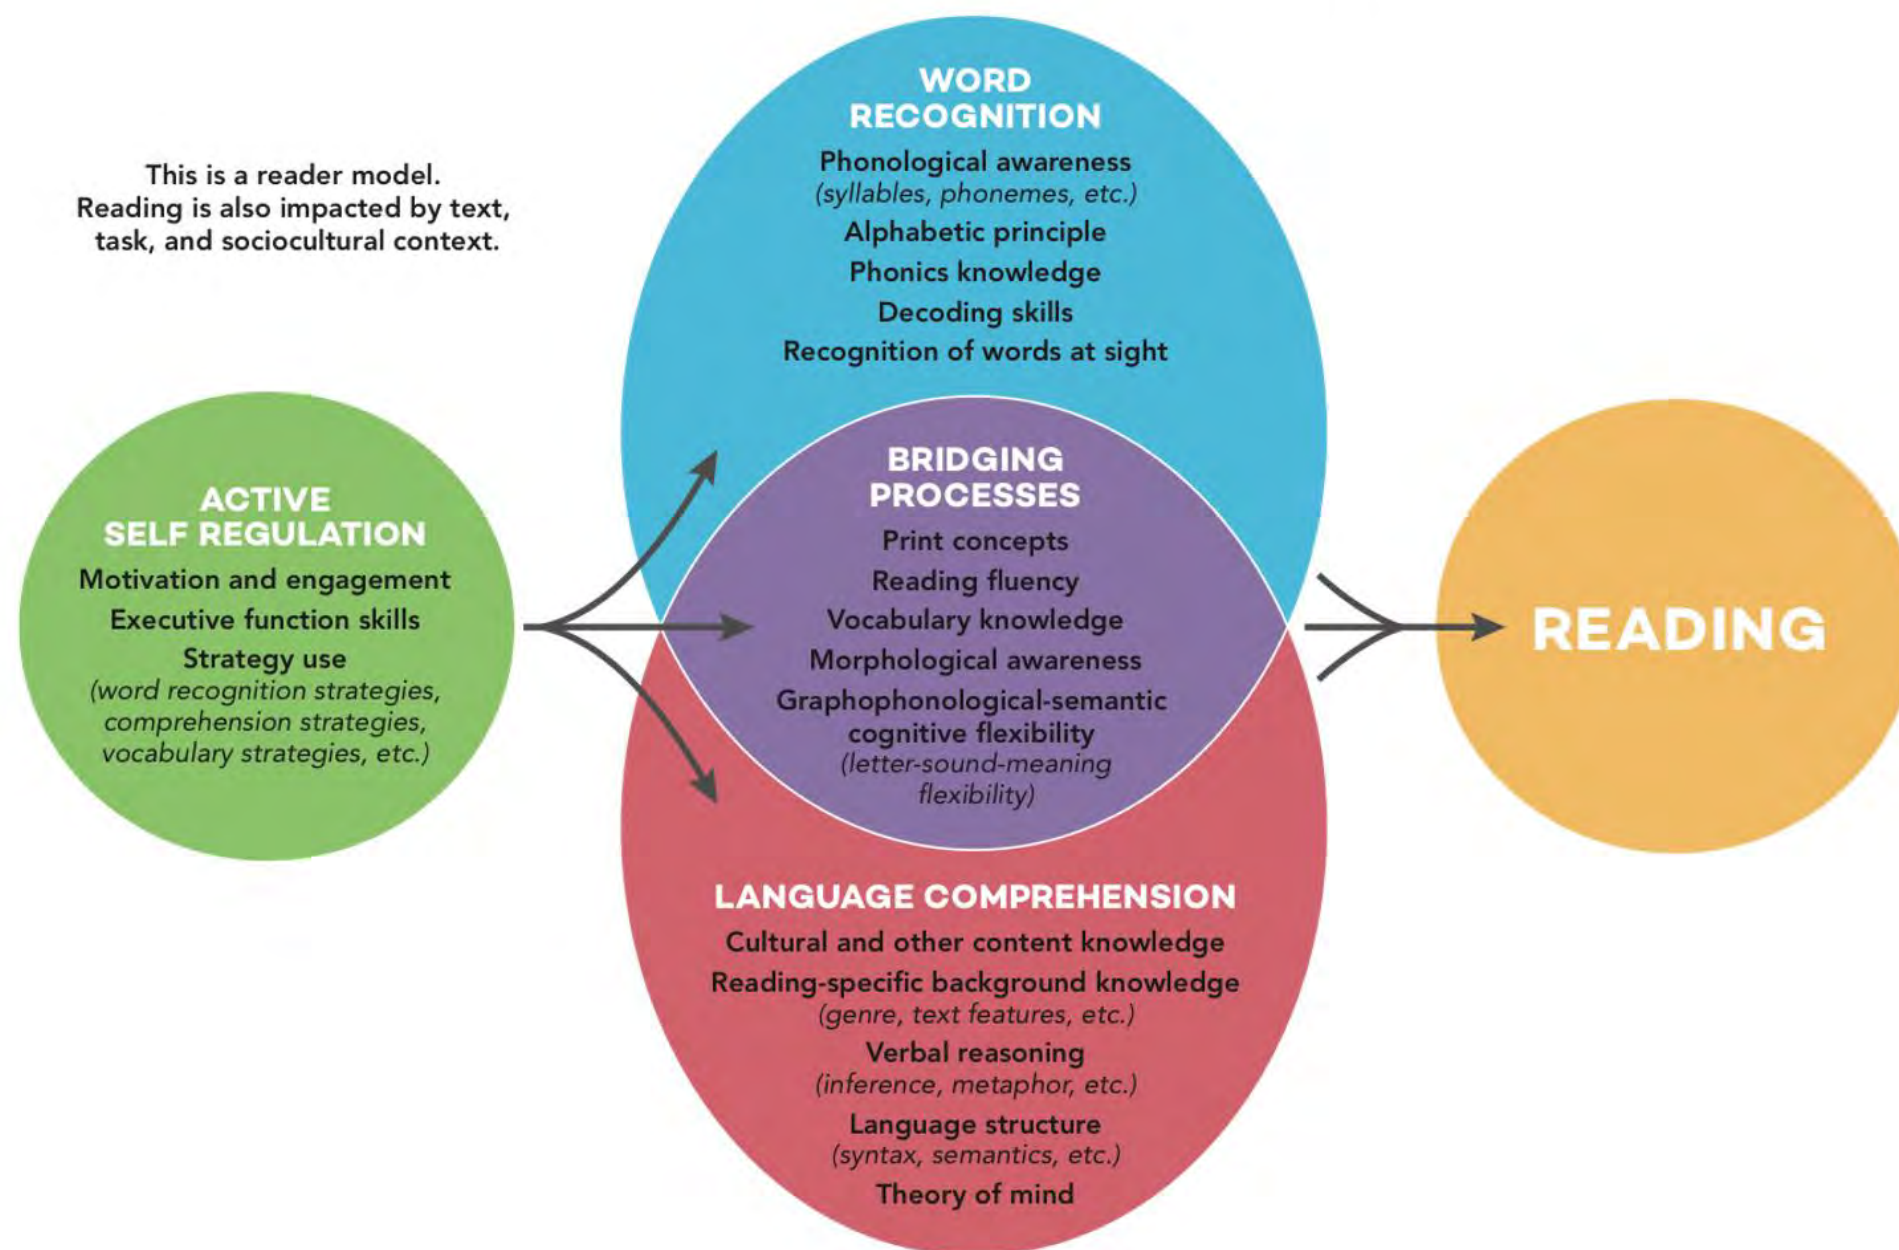 This is a reader model.
Reading is also impacted by text,
task, and sociocultural context.
ACTIVE
SELF REGULATION
Motivation and engagement
Executive function skills
Strategy use
(word recognition strategies,
comprehension strategies,
vocabulary strategies, etc.)
WORD
RECOGNITION
Phonological awareness
(syllables, phonemes, etc.)
Alphabetic principle
Phonics knowledge
Decoding skills
Recognition of words at sight
BRIDGING
PROCESSES
Print concepts
Reading fluency
Vocabulary knowledge
Morphological awareness
Graphophonological-semantic
cognitive flexibility
(letter-sound-meaning
flexibility)
LANGUAGE COMPREHENSION
Cultural and other content knowledge
Reading-specific background knowledge
(genre, text features, etc.)
Verbal reasoning
(inference, metaphor, etc.)
Language structure
(syntax, semantics, etc.)
Theory of mind
READING